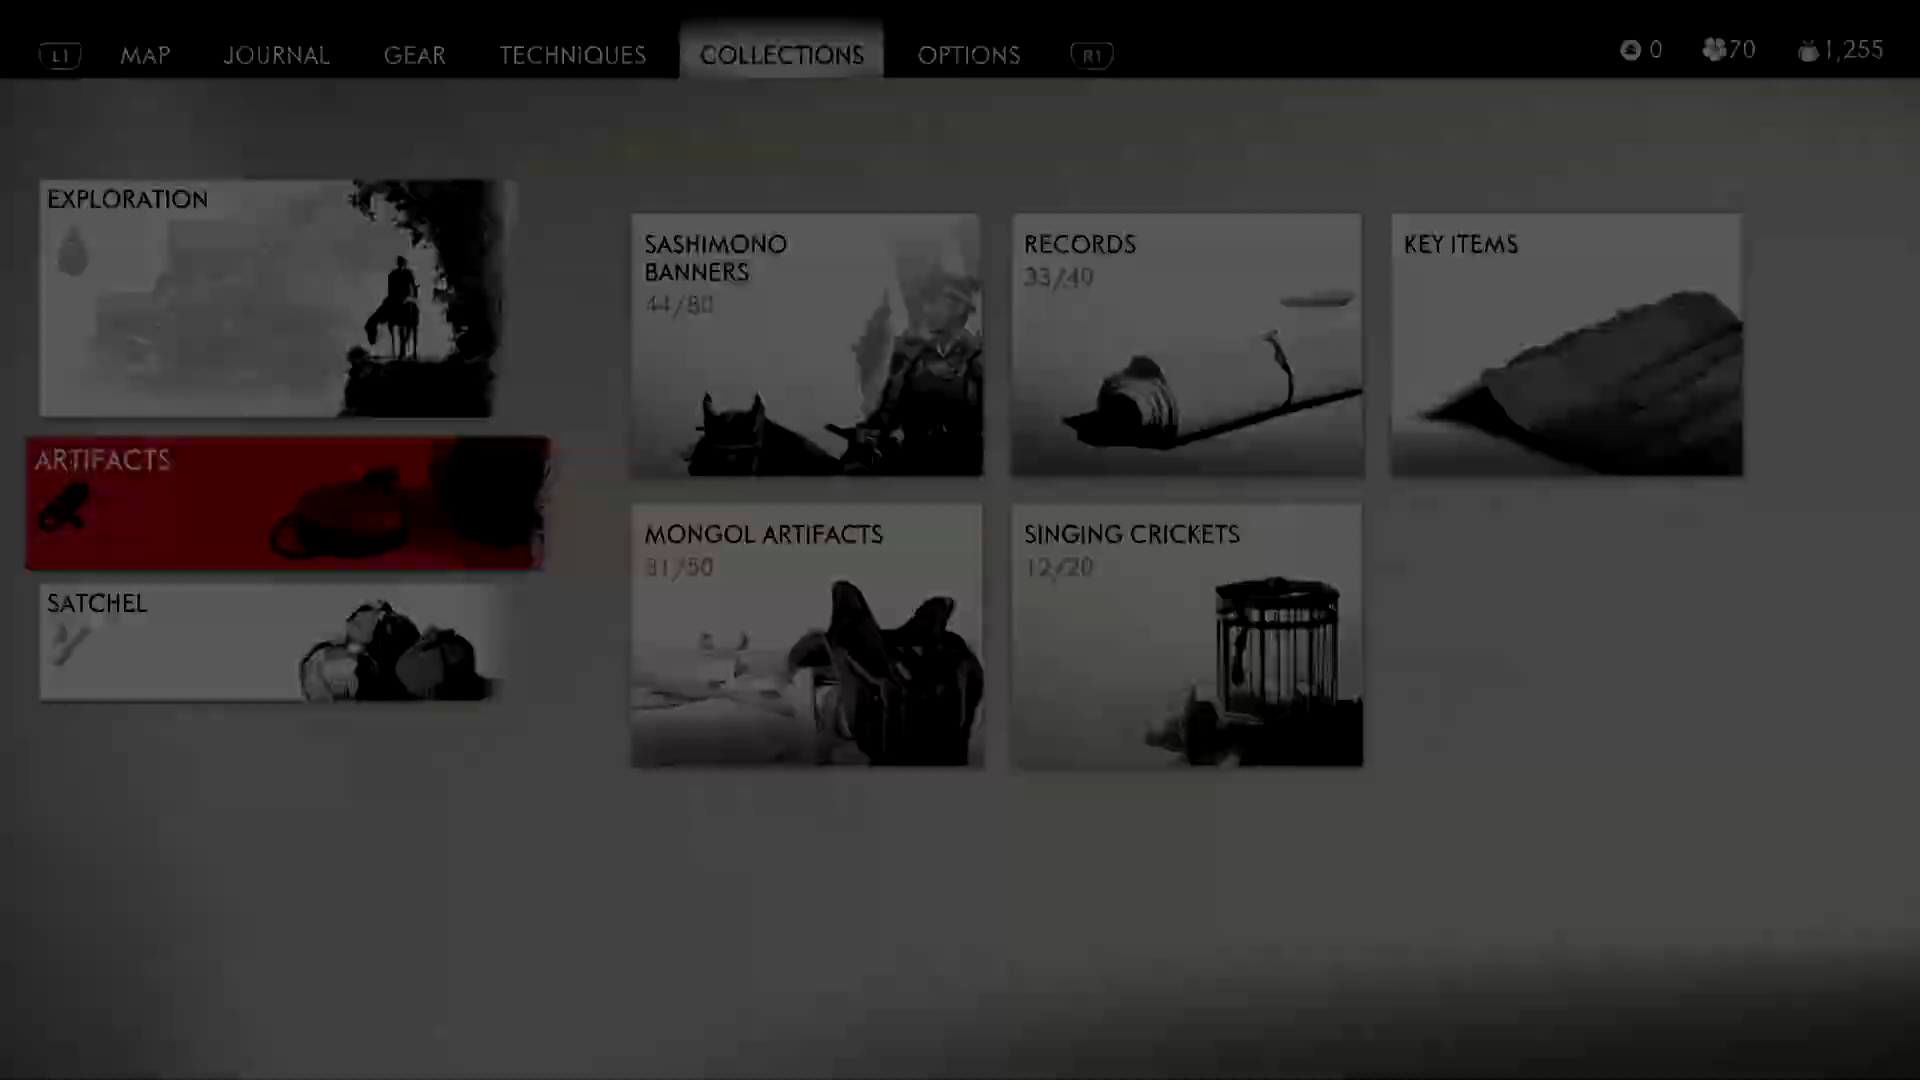 L1 MAP JOURNAL GEAR TECHNIQUES COLLECTIONS OPTIONS R1 0 70 1,255
EXPLORATION
ARTIFACTS
SATCHEL
SASHIMONO
BANNERS
44/80
RECORDS
33/40
KEY ITEMS
MONGOL ARTIFACTS
31/50
SINGING CRICKETS
12/20